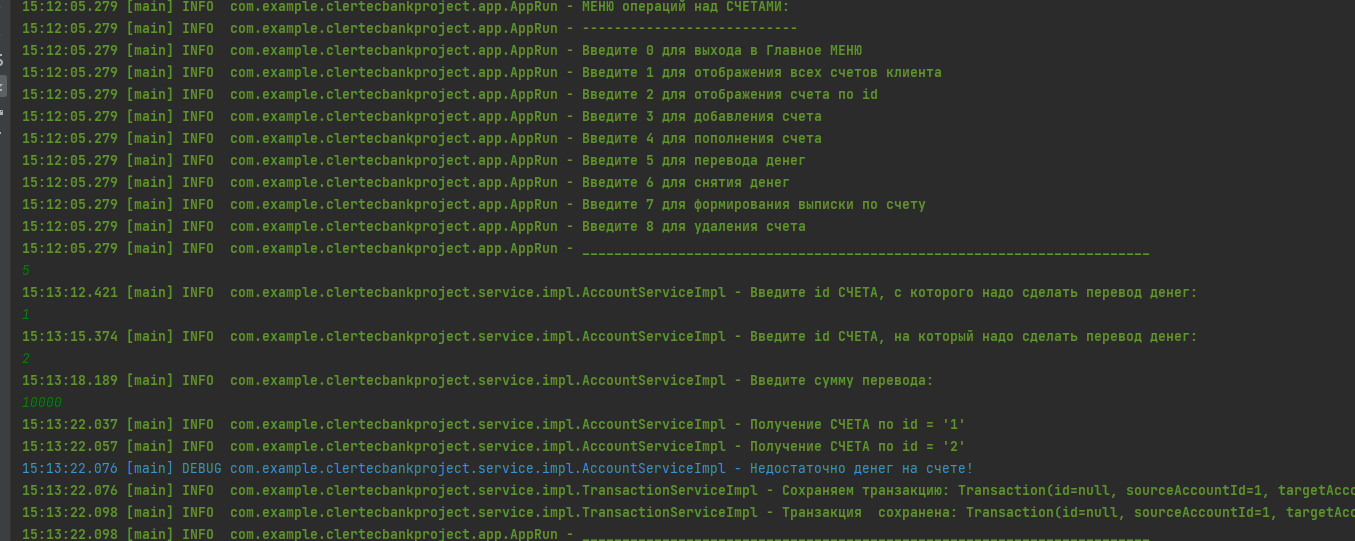 15:12:05.279 [main] INFO  com.example.clertecbankproject.app.AppRun - МЕНЮ операций над СЧЕТАМИ:
15:12:05.279 [main] INFO  com.example.clertecbankproject.app.AppRun - ---------------------------
15:12:05.279 [main] INFO  com.example.clertecbankproject.app.AppRun - Введите 0 для выхода в Главное МЕНЮ
15:12:05.279 [main] INFO  com.example.clertecbankproject.app.AppRun - Введите 1 для отображения всех счетов клиента
15:12:05.279 [main] INFO  com.example.clertecbankproject.app.AppRun - Введите 2 для отображения счета по id
15:12:05.279 [main] INFO  com.example.clertecbankproject.app.AppRun - Введите 3 для добавления счета
15:12:05.279 [main] INFO  com.example.clertecbankproject.app.AppRun - Введите 4 для пополнения счета
15:12:05.279 [main] INFO  com.example.clertecbankproject.app.AppRun - Введите 5 для перевода денег
15:12:05.279 [main] INFO  com.example.clertecbankproject.app.AppRun - Введите 6 для снятия денег
15:12:05.279 [main] INFO  com.example.clertecbankproject.app.AppRun - Введите 7 для формирования выписки по счету
15:12:05.279 [main] INFO  com.example.clertecbankproject.app.AppRun - Введите 8 для удаления счета
15:12:05.279 [main] INFO  com.example.clertecbankproject.app.AppRun - _______________________________________________________________________
5
15:13:12.421 [main] INFO  com.example.clertecbankproject.service.impl.AccountServiceImpl - Введите id СЧЕТА, с которого надо сделать перевод денег:
1
15:13:15.374 [main] INFO  com.example.clertecbankproject.service.impl.AccountServiceImpl - Введите id СЧЕТА, на который надо сделать перевод денег:
2
15:13:18.189 [main] INFO  com.example.clertecbankproject.service.impl.AccountServiceImpl - Введите сумму перевода:
10000
15:13:22.037 [main] INFO  com.example.clertecbankproject.service.impl.AccountServiceImpl - Получение СЧЕТА по id = '1'
15:13:22.057 [main] INFO  com.example.clertecbankproject.service.impl.AccountServiceImpl - Получение СЧЕТА по id = '2'
15:13:22.076 [main] DEBUG com.example.clertecbankproject.service.impl.AccountServiceImpl - Недостаточно денег на счете!
15:13:22.076 [main] INFO  com.example.clertecbankproject.service.impl.TransactionServiceImpl - Сохраняем транзакцию: Transaction(id=null, sourceAccountId=1, targetAcco
15:13:22.098 [main] INFO  com.example.clertecbankproject.service.impl.TransactionServiceImpl - Транзакция  сохранена: Transaction(id=null, sourceAccountId=1, targetAcco
15:13:22.098 [main] INFO  com.example.clertecbankproject.app.AppRun - _______________________________________________________________________